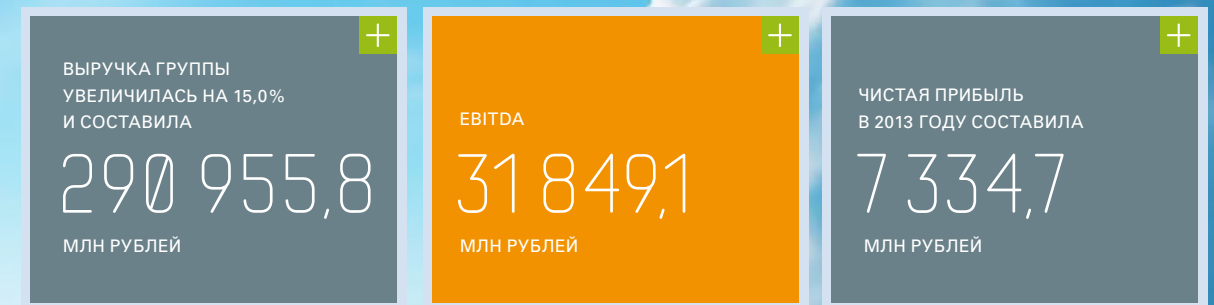 ВЫРУЧКА ГРУППЫ
УВЕЛИЧИЛАСЬ НА 15,0%
И СОСТАВИЛА
290 955,8
МЛН РУБЛЕЙ
EBITDA
31 849,1
МЛН РУБЛЕЙ
ЧИСТАЯ ПРИБЫЛЬ
В 2013 ГОДУ СОСТАВИЛА
7 334,7
МЛН РУБЛЕЙ